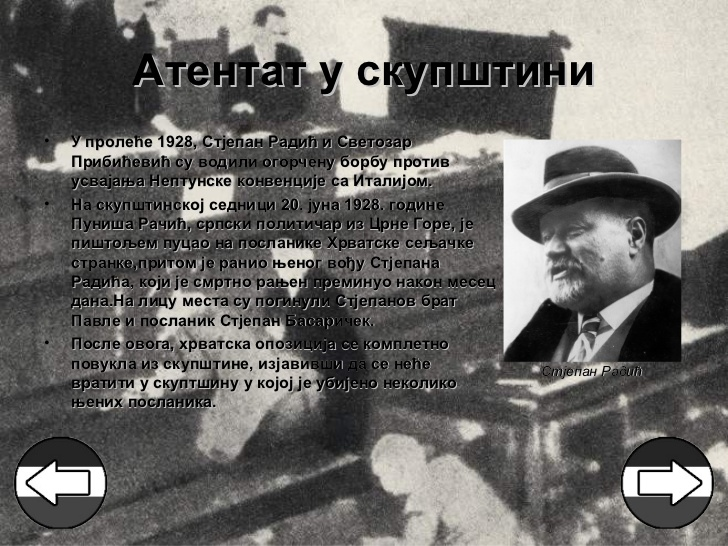 Атентат у скупштини
• У пролеће 1928, Стјепан Радић и Светозар
Прибићевић су водили огорчену борбу против
усвајања Нептунске конвенције са Италијом.
• На скупштинској седници 20. јуна 1928. године
Пуниша Рачић, српски политичар из Црне Горе, је
пиштољем пуцао на посланике Хрватске сељачке
странке,притом је ранио њеног вођу Стјепана
Радића, који је смртно рањен преминуо након месец
дана.На лицу места су погинули Стјепанов брат
Павле и посланик Стјепан Басаричек.
• После овога, хрватска опозиција се комплетно
повукла из скупштине, изјавивши да се неће
вратити у скуптшину у којој је убијено неколико
њених посланика.
Стјепан Радић